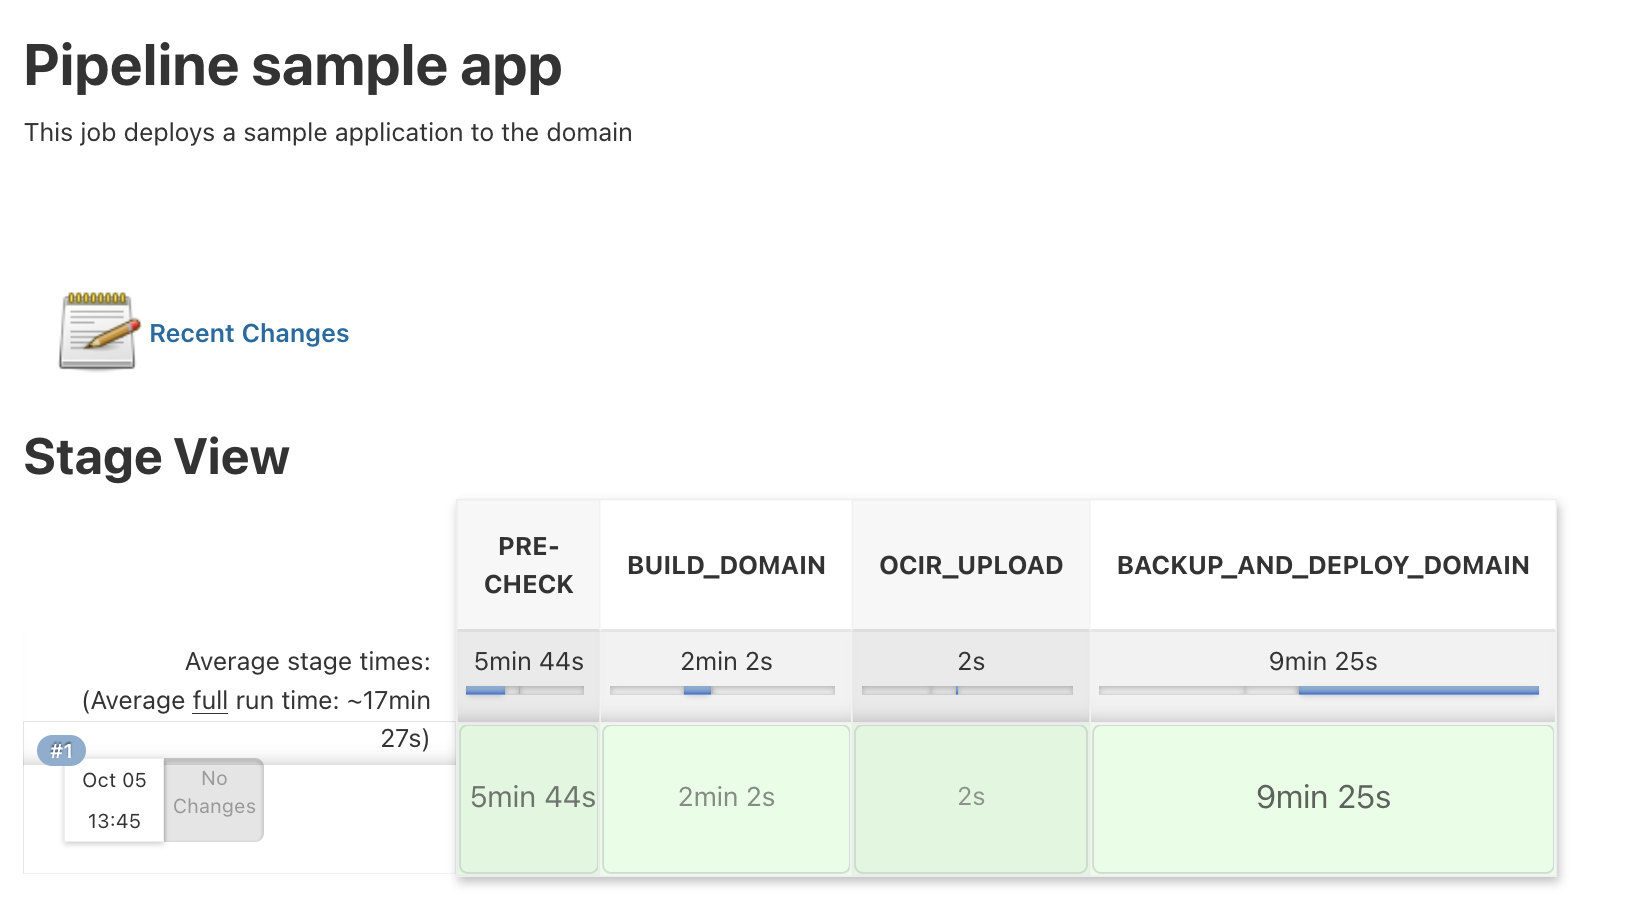 Pipeline sample app
This job deploys a sample application to the domain
Recent Changes
Stage View
PRE-
CHECK
BUILD_DOMAIN
OCIR_UPLOAD
BACKUP_AND_DEPLOY_DOMAIN
Average stage times:
(Average full run time: ~17min
27s)
5min 44s
2min 2s
2s
9min 25s
#1
Oct 05
13:45
No
Changes
5min 44s
2min 2s
2s
9min 25s